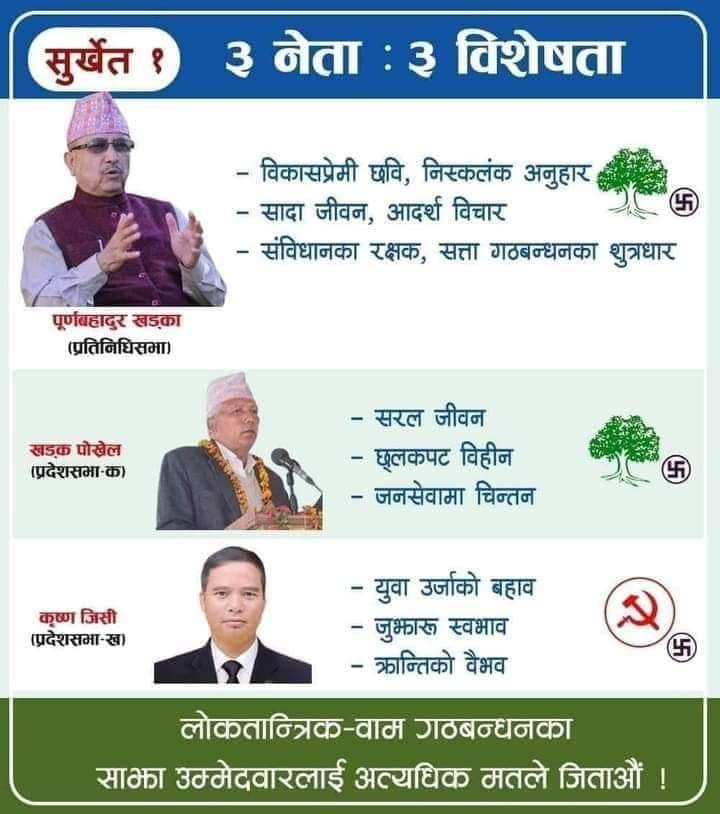 सुर्खेत १
३ नेता : ३ विशेषता
– विकासप्रेमी छवि, निस्कलंक अनुहार
– सादा जीवन, आदर्श विचार
– संविधानका रक्षक, सत्ता गठबन्धनका शुत्रधार
पूर्णबहादुर खड्का
(प्रतिनिधिसभा)
खड्क पोख्रेल
(प्रदेशसभा-क)
– सरल जीवन
– छ्लकपट विहीन
– जनसेवामा चिन्तन
कृष्ण जिसी
(प्रदेशसभा-ख)
– युवा उर्जाको बहाव
– जुझारू स्वभाव
– क्रान्तिको वैभव
लोकतान्त्रिक-वाम गठबन्धनका
साझा उम्मेदवारलाई अत्यधिक मतले जिताऔं !